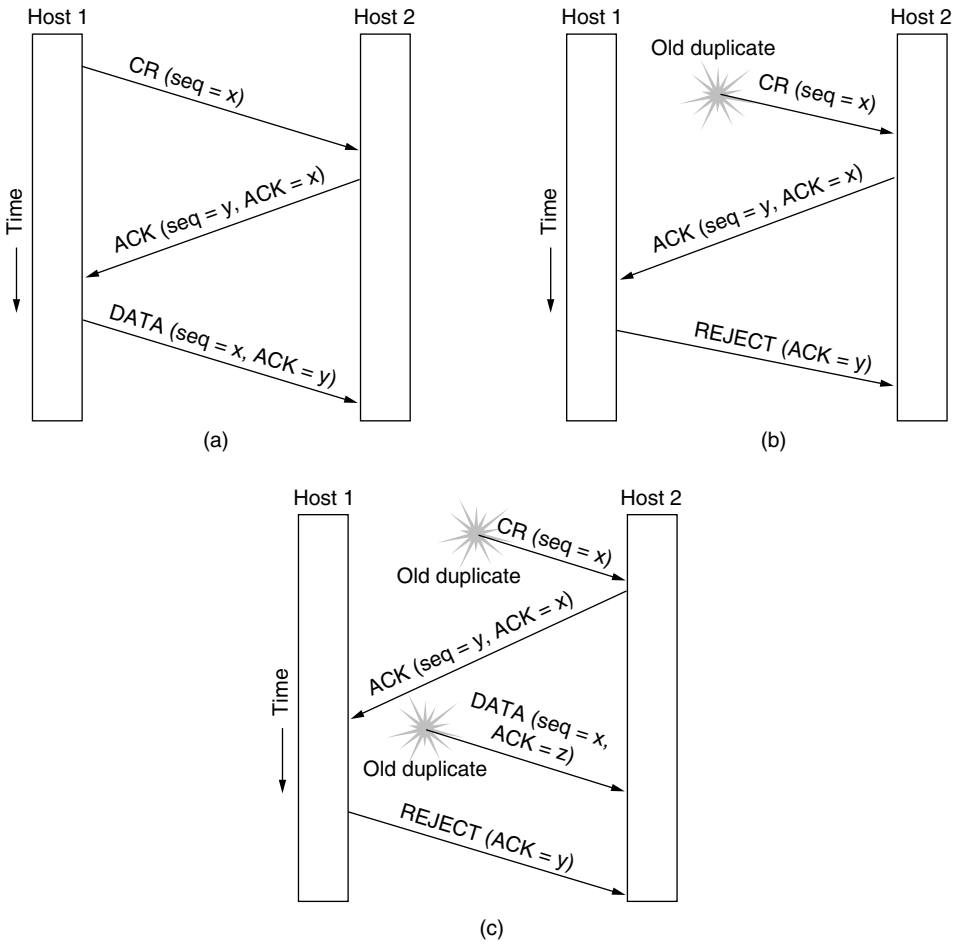 Host 1
Host 2
CR (seq = x)
ACK (seq = y, ACK = x)
DATA (seq = x, ACK = y)
Time
(a)
Host 1
Host 2
Old duplicate
CR (seq = x)
ACK (seq = y, ACK = x)
REJECT (ACK = y)
Time
(b)
Host 1
Host 2
CR (seq = x)
Old duplicate
ACK (seq = y, ACK = x)
DATA (seq = x,
ACK = z)
Old duplicate
REJECT (ACK = y)
Time
(c)